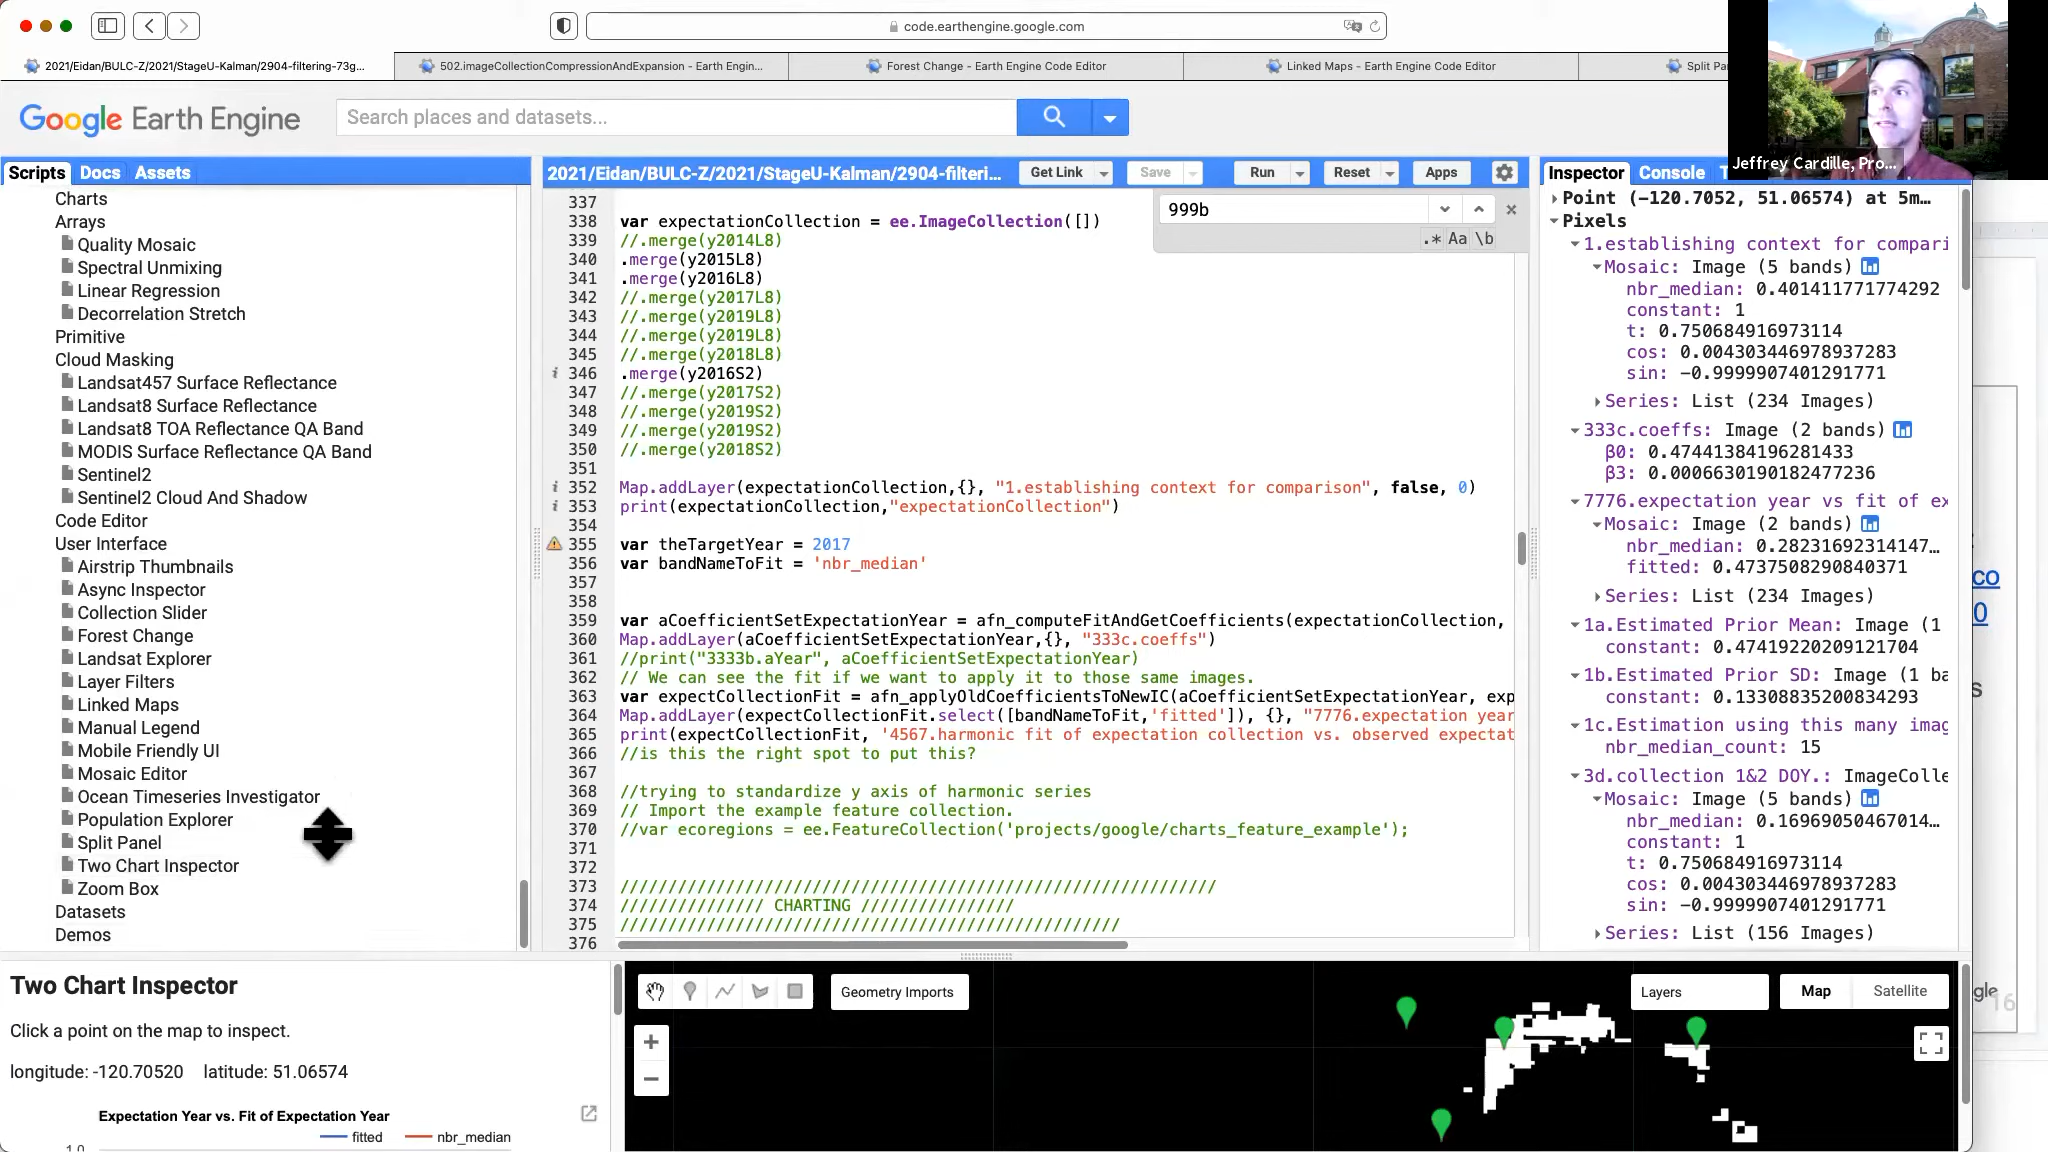 code.earthengine.google.com
2021/Eidan/BULC-Z/2021/StageU-Kalman/2904-filtering-73g...
502.imageCollectionCompressionAndExpansion - Earth Engin...
Forest Change - Earth Engine Code Editor
Linked Maps - Earth Engine Code Editor
Split Pa
Jeffrey Cardille, Pro...
Google Earth Engine
Search places and datasets...
Scripts
Docs
Assets
Charts
Arrays
Quality Mosaic
Spectral Unmixing
Linear Regression
Decorrelation Stretch
Primitive
Cloud Masking
Landsat457 Surface Reflectance
Landsat8 Surface Reflectance
Landsat8 TOA Reflectance QA Band
MODIS Surface Reflectance QA Band
Sentinel2
Sentinel2 Cloud And Shadow
Code Editor
User Interface
Airstrip Thumbnails
Async Inspector
Collection Slider
Forest Change
Landsat Explorer
Layer Filters
Linked Maps
Manual Legend
Mobile Friendly UI
Mosaic Editor
Ocean Timeseries Investigator
Population Explorer
Split Panel
Two Chart Inspector
Zoom Box
Datasets
Demos
2021/Eidan/BULC-Z/2021/StageU-Kalman/2904-filteri...
Get Link
Save
Run
Reset
Apps
999b
.* Aa \b
337
338 var expectationCollection = ee.ImageCollection([])
339 //.merge(y2014L8)
340 .merge(y2015L8)
341 .merge(y2016L8)
342 //.merge(y2017L8)
343 //.merge(y2019L8)
344 //.merge(y2019L8)
345 //.merge(y2018L8)
i 346 .merge(y2016S2)
347 //.merge(y2017S2)
348 //.merge(y2019S2)
349 //.merge(y2019S2)
350 //.merge(y2018S2)
351
i 352 Map.addLayer(expectationCollection,{}, "1.establishing context for comparison", false, 0)
i 353 print(expectationCollection,"expectationCollection")
354
355 var theTargetYear = 2017
356 var bandNameToFit = 'nbr_median'
357
358
359 var aCoefficientSetExpectationYear = afn_computeFitAndGetCoefficients(expectationCollection,
360 Map.addLayer(aCoefficientSetExpectationYear,{}, "333c.coeffs")
361 //print("3333b.aYear", aCoefficientSetExpectationYear)
362 // We can see the fit if we want to apply it to those same images.
363 var expectCollectionFit = afn_applyOldCoefficientsToNewIC(aCoefficientSetExpectationYear, exp
364 Map.addLayer(expectCollectionFit.select([bandNameToFit,'fitted']), {}, "7776.expectation year
365 print(expectCollectionFit, '4567.harmonic fit of expectation collection vs. observed expectat
366 //is this the right spot to put this?
367
368 //trying to standardize y axis of harmonic series
369 // Import the example feature collection.
370 //var ecoregions = ee.FeatureCollection('projects/google/charts_feature_example');
371
372
373 //////////////////////////////////////////////////////////////
374 /////////////// CHARTING ////////////////
375 ////////////////////////////////////////////////////
376
Inspector
Console
T
Point (-120.7052, 51.06574) at 5m...
Pixels
1.establishing context for compari
Mosaic: Image (5 bands)
nbr_median: 0.401411771774292
constant: 1
t: 0.750684916973114
cos: 0.004303446978937283
sin: -0.9999907401291771
Series: List (234 Images)
333c.coeffs: Image (2 bands)
β0: 0.47441384196281433
β3: 0.0006630190182477236
7776.expectation year vs fit of ex
Mosaic: Image (2 bands)
nbr_median: 0.28231692314147...
fitted: 0.4737508290840371
Series: List (234 Images)
1a.Estimated Prior Mean: Image (1
constant: 0.47419220209121704
1b.Estimated Prior SD: Image (1 ba
constant: 0.13308835200834293
1c.Estimation using this many imag
nbr_median_count: 15
3d.collection 1&2 DOY.: ImageColle
Mosaic: Image (5 bands)
nbr_median: 0.16969050467014...
constant: 1
t: 0.750684916973114
cos: 0.004303446978937283
sin: -0.9999907401291771
Series: List (156 Images)
co
0
s
gle
16
Two Chart Inspector
Click a point on the map to inspect.
longitude: -120.70520 latitude: 51.06574
Expectation Year vs. Fit of Expectation Year
fitted
nbr_median
1.0
Geometry Imports
Layers
Map
Satellite
+
−